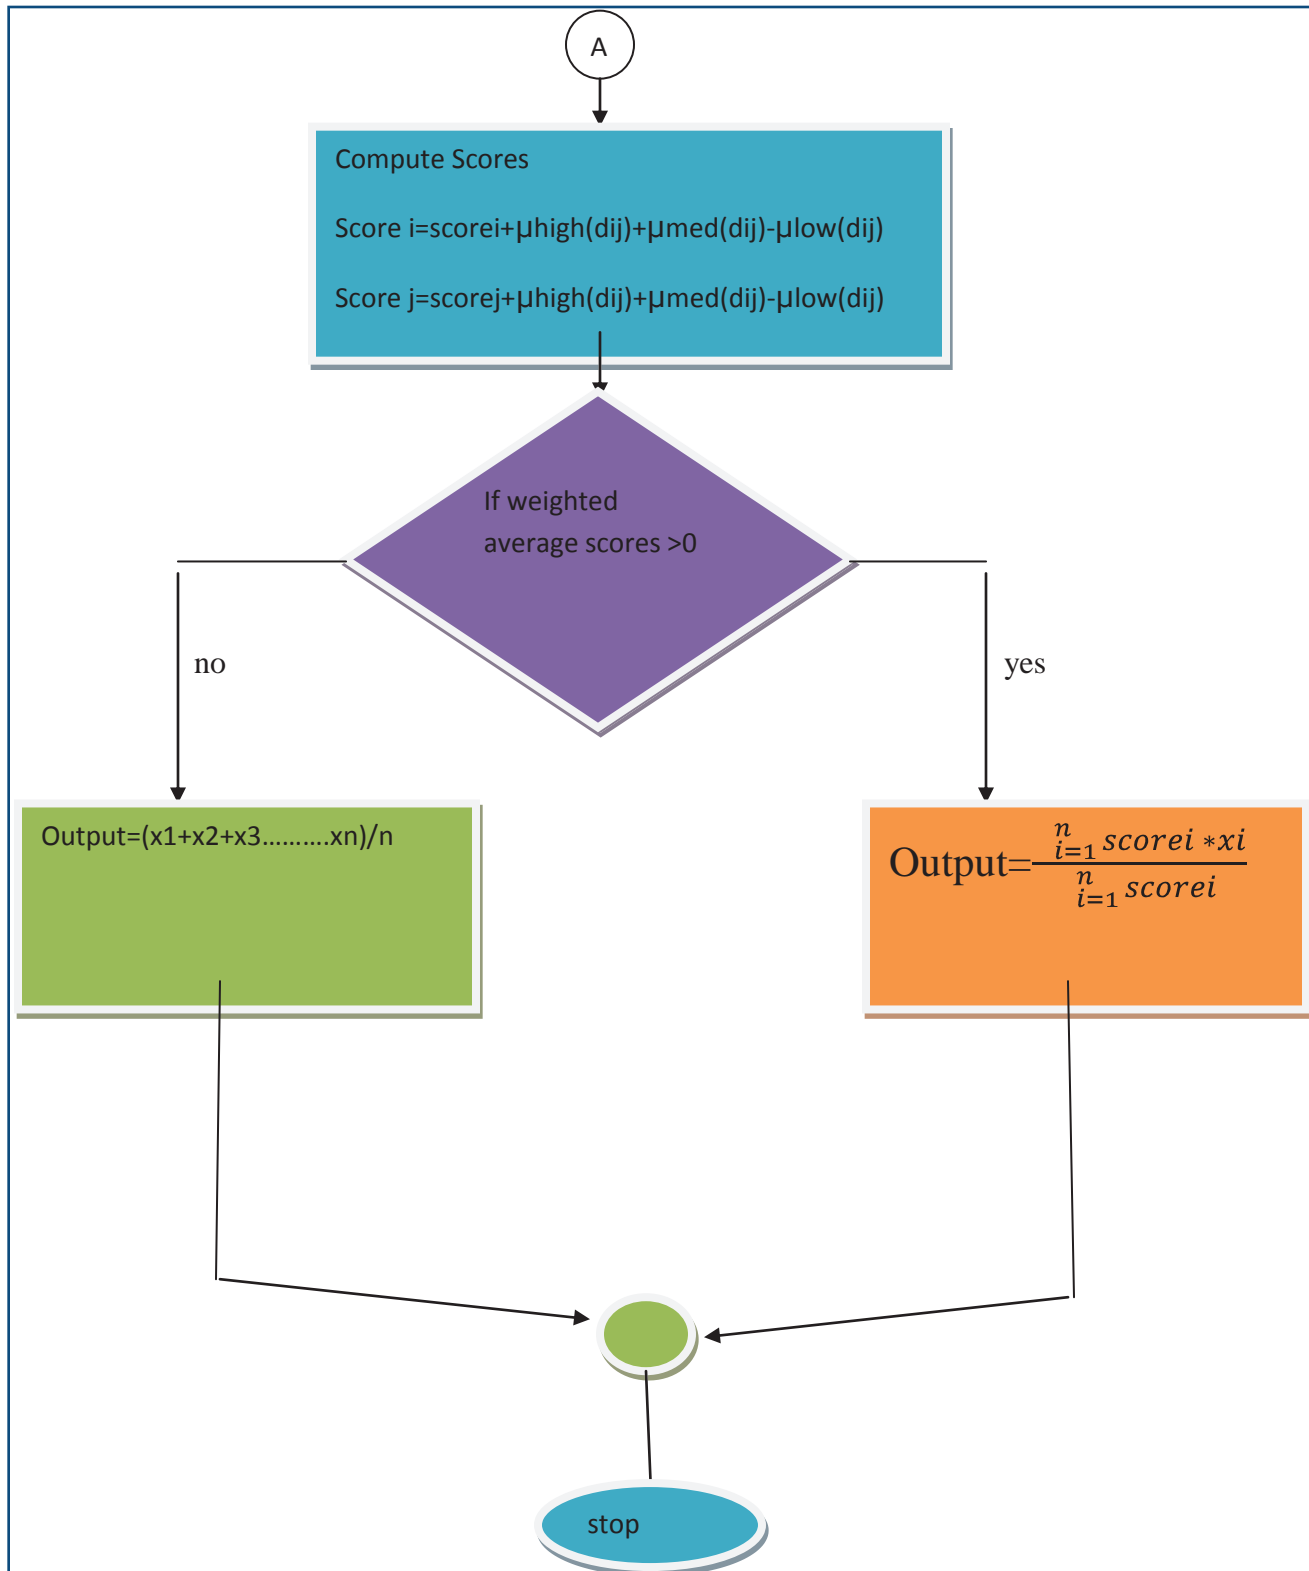 A
Compute Scores
Score i=scorei+µhigh(dij)+µmed(dij)-µlow(dij)
Score j=scorej+µhigh(dij)+µmed(dij)-µlow(dij)
If weighted
average scores >0
no
yes
Output=(x1+x2+x3..........xn)/n
n
i=1 scorei *xi
Output=
n
i=1 scorei
stop